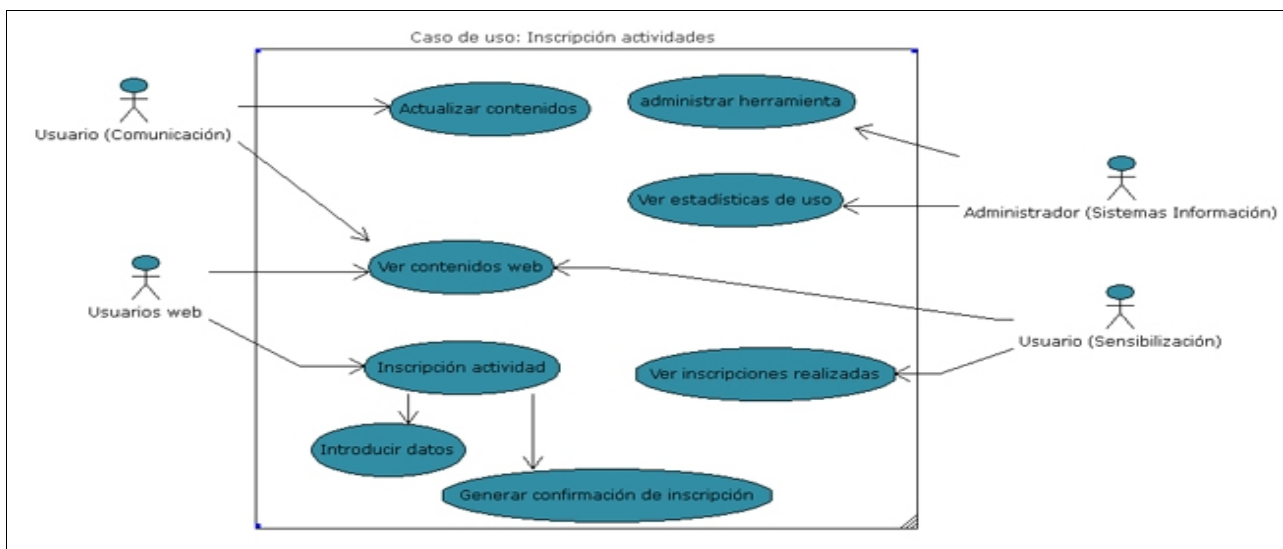 Caso de uso: Inscripción actividades
Actualizar contenidos
administrar herramienta
Usuario (Comunicación)
Ver estadísticas de uso
Administrador (Sistemas Información)
Ver contenidos web
Usuarios web
Usuario (Sensibilización)
Inscripción actividad
Ver inscripciones realizadas
Introducir datos
Generar confirmación de inscripción